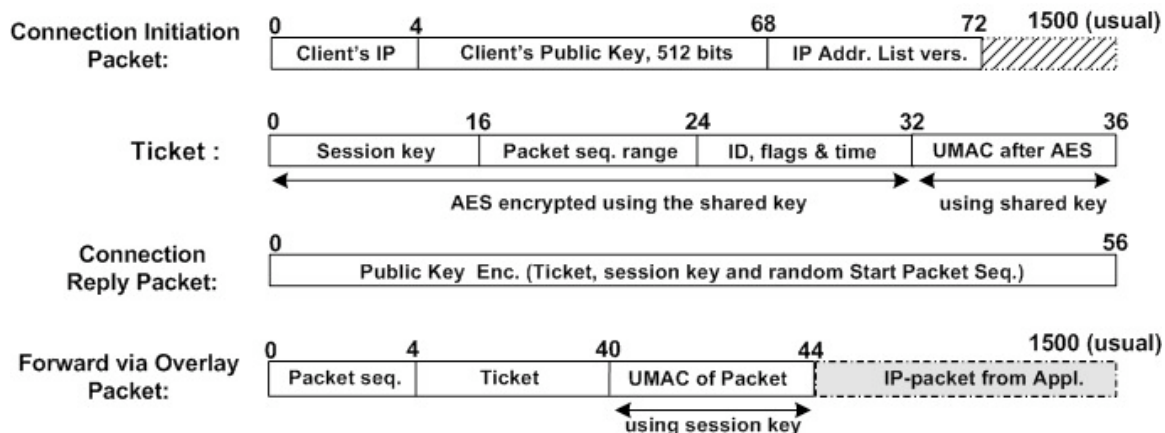 0 4 68 72 1500 (usual)
Connection Initiation
Packet:
Client's IP Client's Public Key, 512 bits IP Addr. List vers.
0 16 24 32 36
Ticket : Session key Packet seq. range ID, flags & time UMAC after AES
AES encrypted using the shared key using shared key
0 56
Connection
Reply Packet:
Public Key Enc. (Ticket, session key and random Start Packet Seq.)
0 4 40 44 1500 (usual)
Forward via Overlay
Packet:
Packet seq. Ticket UMAC of Packet IP-packet from Appl.
using session key